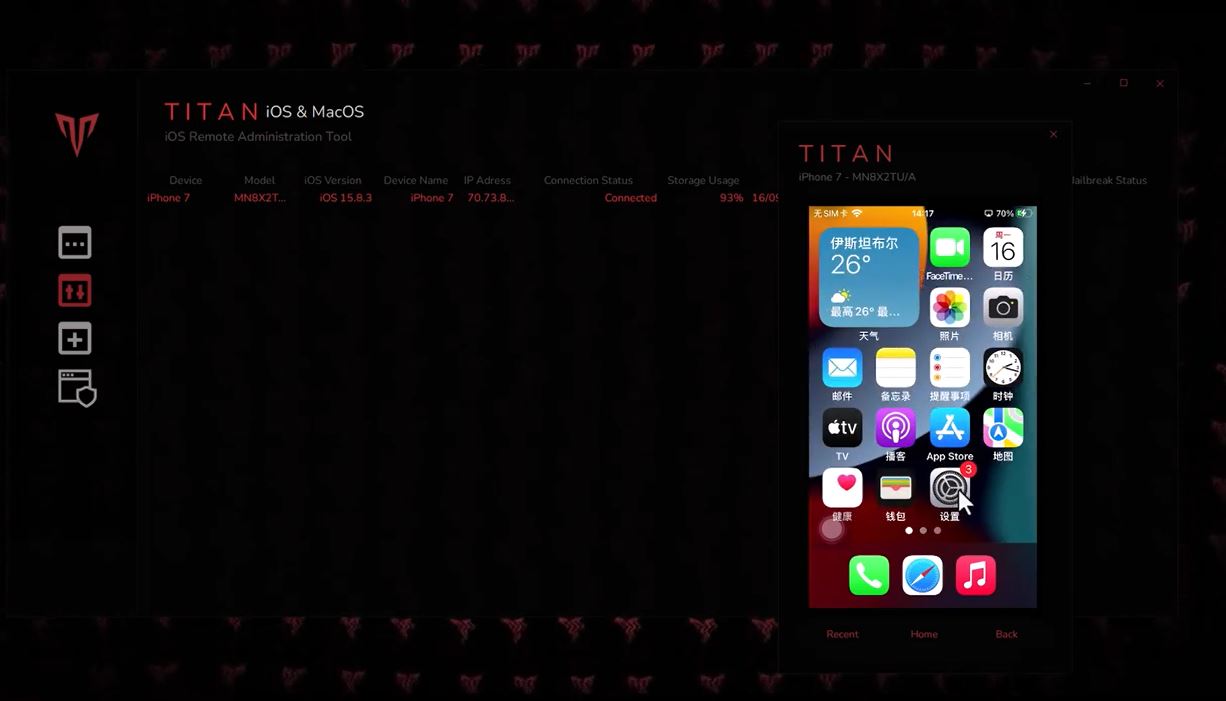 TITAN iOS & MacOS
iOS Remote Administration Tool
Device Model iOS Version Device Name IP Adress Connection Status Storage Usage
iPhone 7 MN8X2T... iOS 15.8.3 iPhone 7 70.73.8... Connected 93% 16/09
Jailbreak Status
TITAN
iPhone 7 - MN8X2TU/A
无SIM卡 14:17 70%
伊斯坦布尔
26°
最高26° 最...
天气
FaceTime...
周一
16
日历
照片
相机
邮件
备忘录
提醒事项
时钟
tv
TV
播客
App Store
地图
健康
钱包
3
设置
Recent Home Back